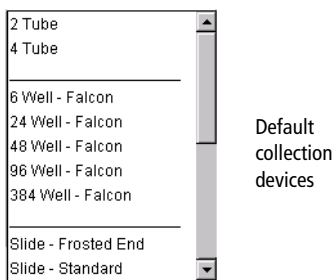 2 Tube
4 Tube
6 Well - Falcon
24 Well - Falcon
48 Well - Falcon
96 Well - Falcon
384 Well - Falcon
Slide - Frosted End
Slide - Standard
Default
collection
devices